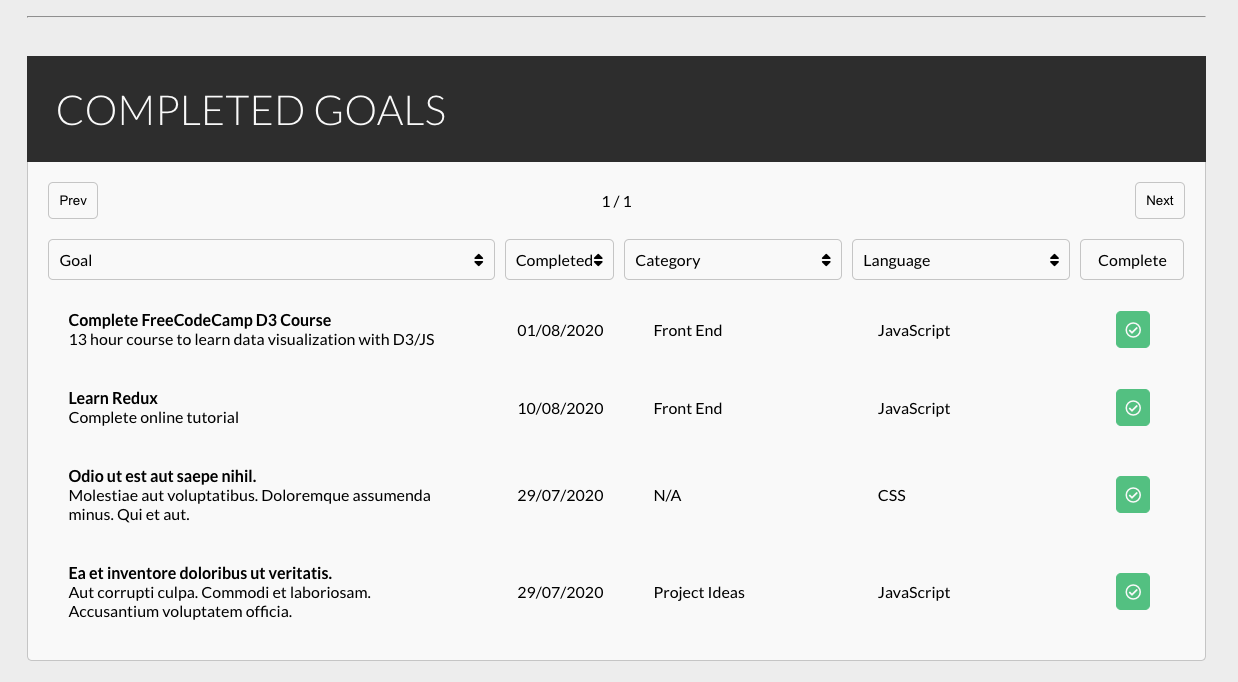 COMPLETED GOALS
Prev 1 / 1 Next
Goal Completed Category Language Complete
Complete FreeCodeCamp D3 Course
13 hour course to learn data visualization with D3/JS
01/08/2020 Front End JavaScript
Learn Redux
Complete online tutorial
10/08/2020 Front End JavaScript
Odio ut est aut saepe nihil.
Molestiae aut voluptatibus. Doloremque assumenda
minus. Qui et aut.
29/07/2020 N/A CSS
Ea et inventore doloribus ut veritatis.
Aut corrupti culpa. Commodi et laboriosam.
Accusantium voluptatem officia.
29/07/2020 Project Ideas JavaScript